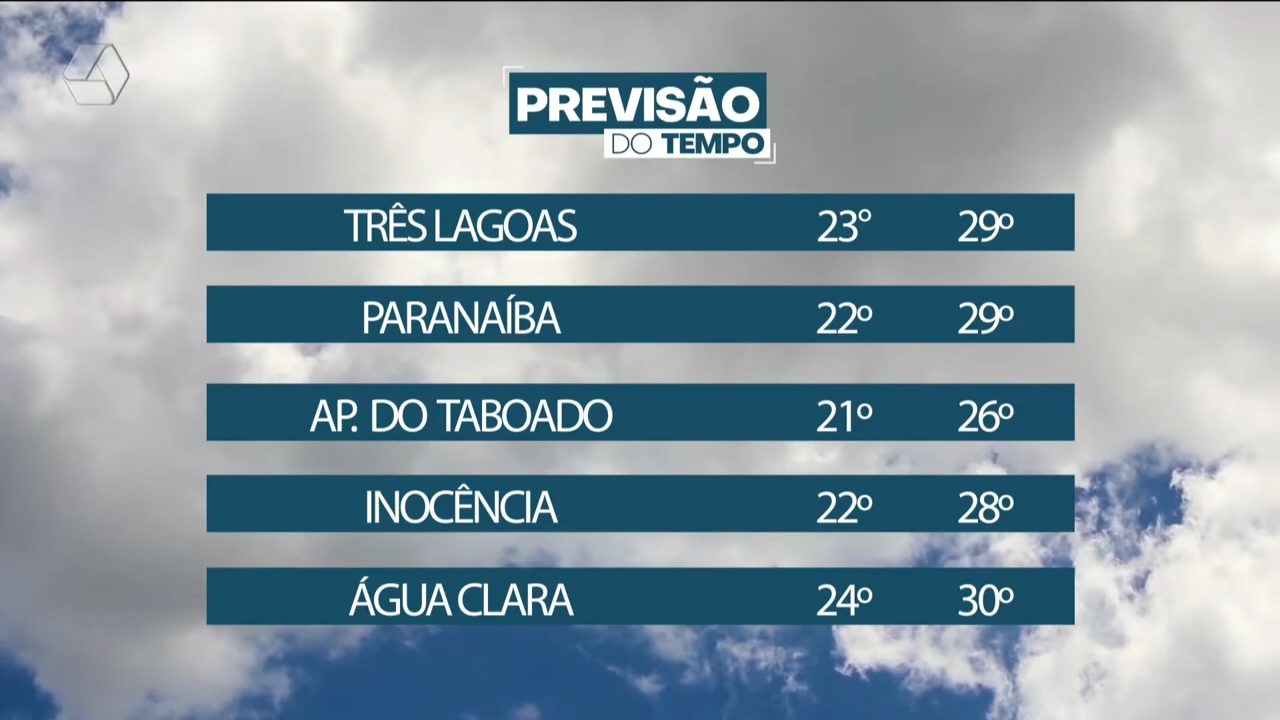 PREVISÃO
DO TEMPO
TRÊS LAGOAS 23° 29º
PARANAÍBA 22º 29º
AP. DO TABOADO 21º 26º
INOCÊNCIA 22º 28º
ÁGUA CLARA 24º 30º